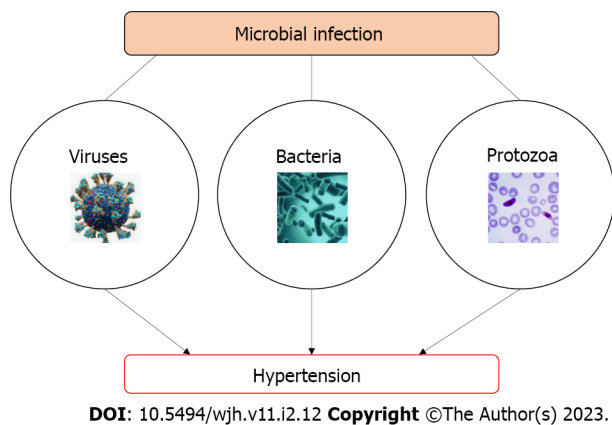 Microbial infection
Viruses
Bacteria
Protozoa
Hypertension
DOI: 10.5494/wjh.v11.i2.12 Copyright ©The Author(s) 2023.